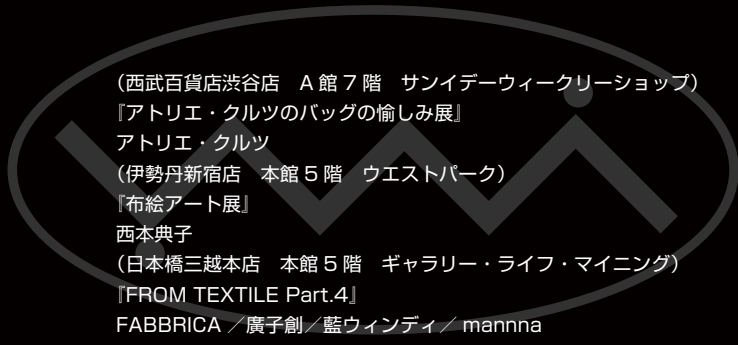 （西武百貨店渋谷店　A 館 7 階　サンイデーウィークリーショップ）
『アトリエ・クルツのバッグの愉しみ展』
アトリエ・クルツ
（伊勢丹新宿店　本館 5 階　ウエストパーク）
『布絵アート展』
西本典子
（日本橋三越本店　本館 5 階　ギャラリー・ライフ・マイニング）
『FROM TEXTILE Part.4』
FABBRICA ／廣子創／藍ウィンディ／ mannna